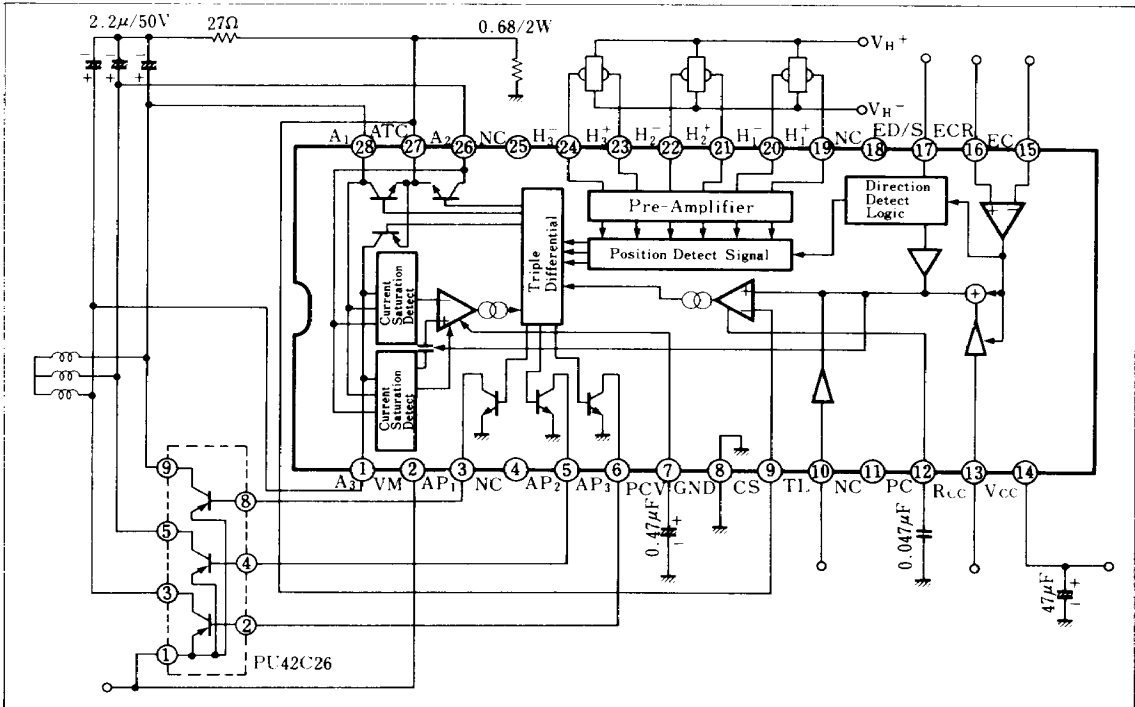 2.2μ/50V
27Ω
0.68/2W
VH+
VH−
A1
ATC
A2
NC
H3−
H3+
H2−
H2+
H1−
H1+
NC
ED/S
ECR
EC
28
27
26
25
24
23
22
21
20
19
18
17
16
15
Pre-Amplifier
Position Detect Signal
Direction
Detect
Logic
Triple
Differential
Current
Saturation
Detect
Current
Saturation
Detect
1
2
3
4
5
6
7
8
9
10
11
12
13
14
A3
VM
AP1
NC
AP2
AP3
PCV
GND
CS
TL
NC
PC
RCC
VCC
0.47μF
0.047μF
47μF
9
8
5
4
3
2
1
PU42C26